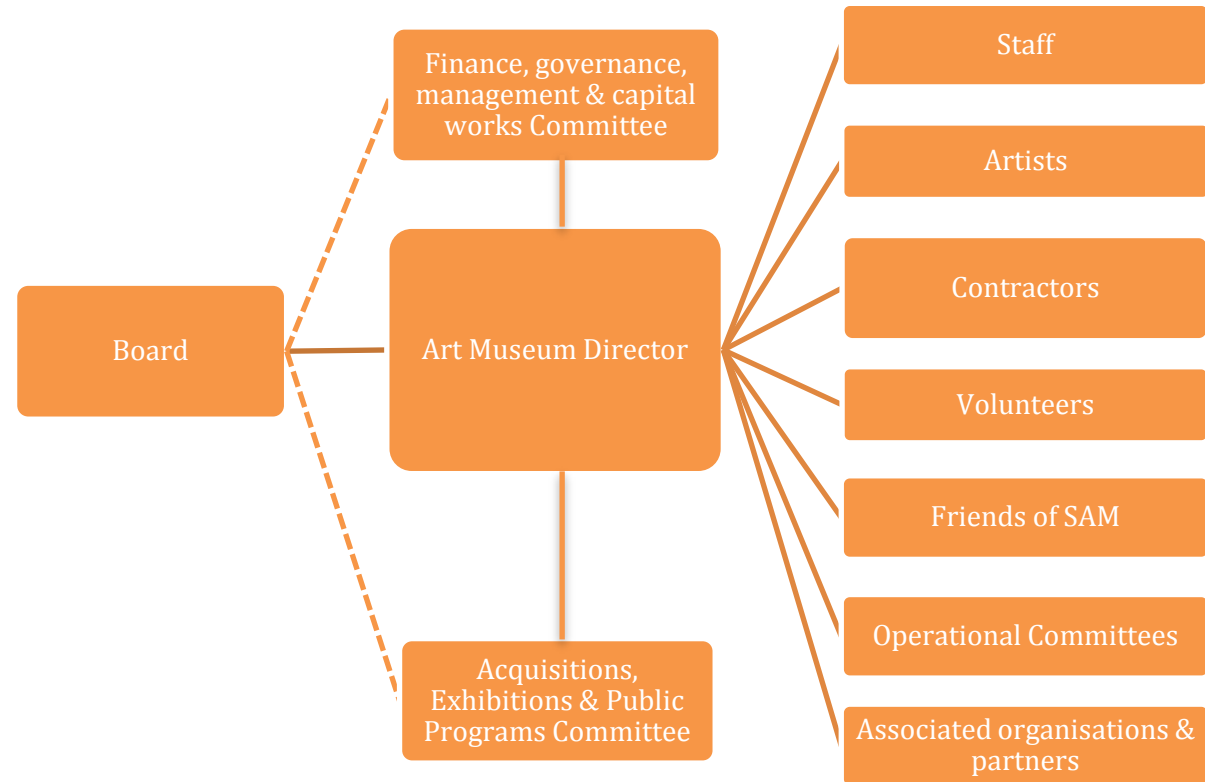 Board
Finance, governance,
management & capital
works Committee
Art Museum Director
Acquisitions,
Exhibitions & Public
Programs Committee
Staff
Artists
Contractors
Volunteers
Friends of SAM
Operational Committees
Associated organisations &
partners